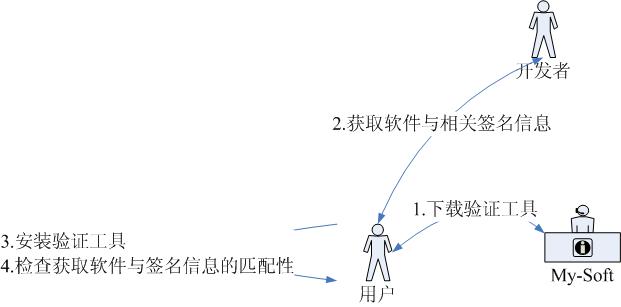 开发者
2.获取软件与相关签名信息
1.下载验证工具
3.安装验证工具
4.检查获取软件与签名信息的匹配性
My-Soft
用户